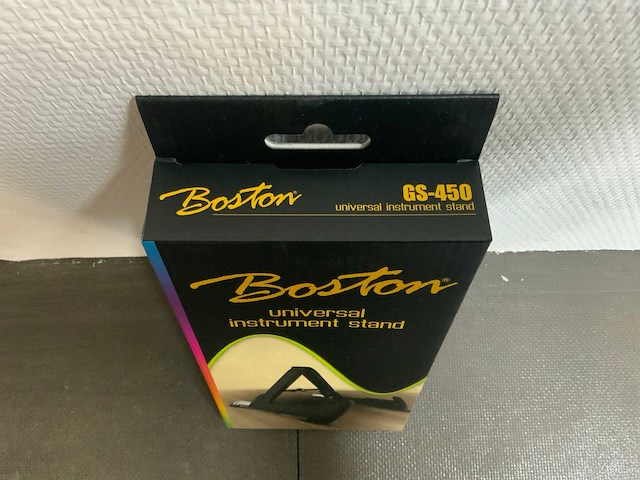 Boston®
GS-450
universal instrument stand
Boston®
universal
instrument stand